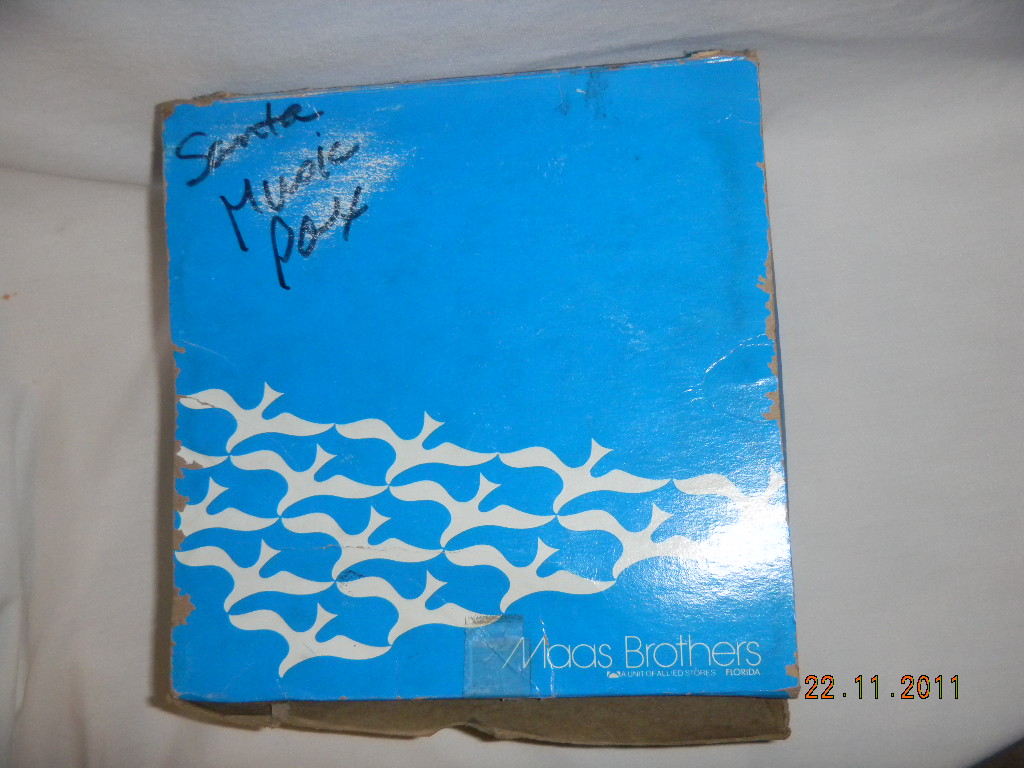 Santa
Music
Box
Maas Brothers
A UNIT OF ALLIED STORES FLORIDA
22.11.2011